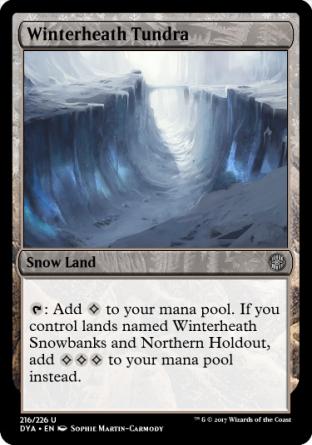 Winterheath Tundra
Snow Land
: Add to your mana pool. If you
control lands named Winterheath
Snowbanks and Northern Holdout,
add to your mana pool
instead.
216/226 U
DYA • EN Sophie Martin-Carmody
™ & © 2017 Wizards of the Coast